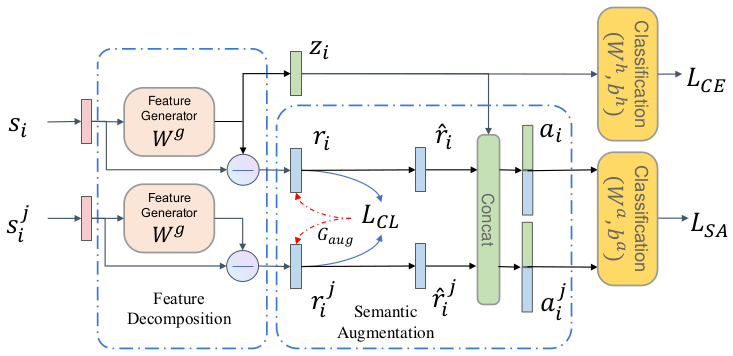 z_i
Classification
(W^h, b^h)
L_{CE}
s_i
Feature
Generator
W^g
—
r_i
\hat{r}_i
a_i
s_i^j
Feature
Generator
W^g
—
L_{CL}
G_{aug}
Concat
Classification
(W^a, b^a)
L_{SA}
r_i^j
\hat{r}_i^j
a_i^j
Feature
Decomposition
Semantic
Augmentation